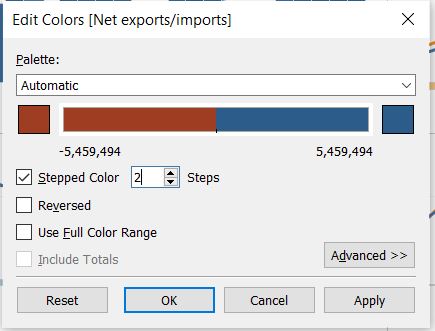 Edit Colors [Net exports/imports]
Palette:
Automatic
-5,459,494 5,459,494
Stepped Color 2 Steps
Reversed
Use Full Color Range
Include Totals
Advanced >>
Reset OK Cancel Apply